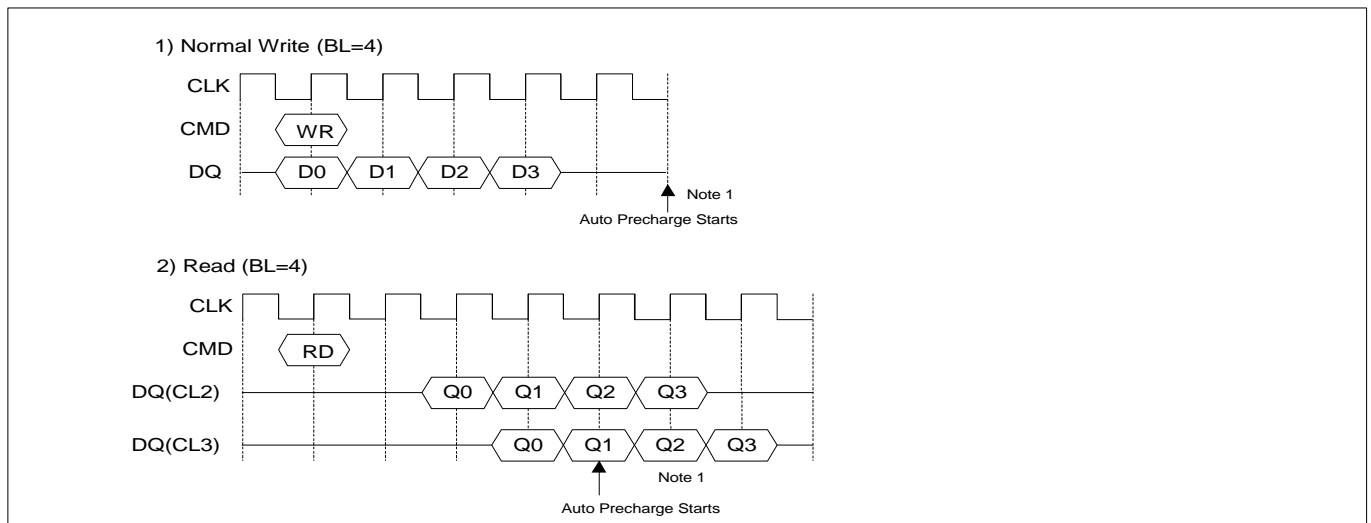 1) Normal Write (BL=4)
CLK
CMD WR
DQ D0 D1 D2 D3
Note 1
Auto Precharge Starts
2) Read (BL=4)
CLK
CMD RD
DQ(CL2) Q0 Q1 Q2 Q3
DQ(CL3) Q0 Q1 Q2 Q3
Note 1
Auto Precharge Starts